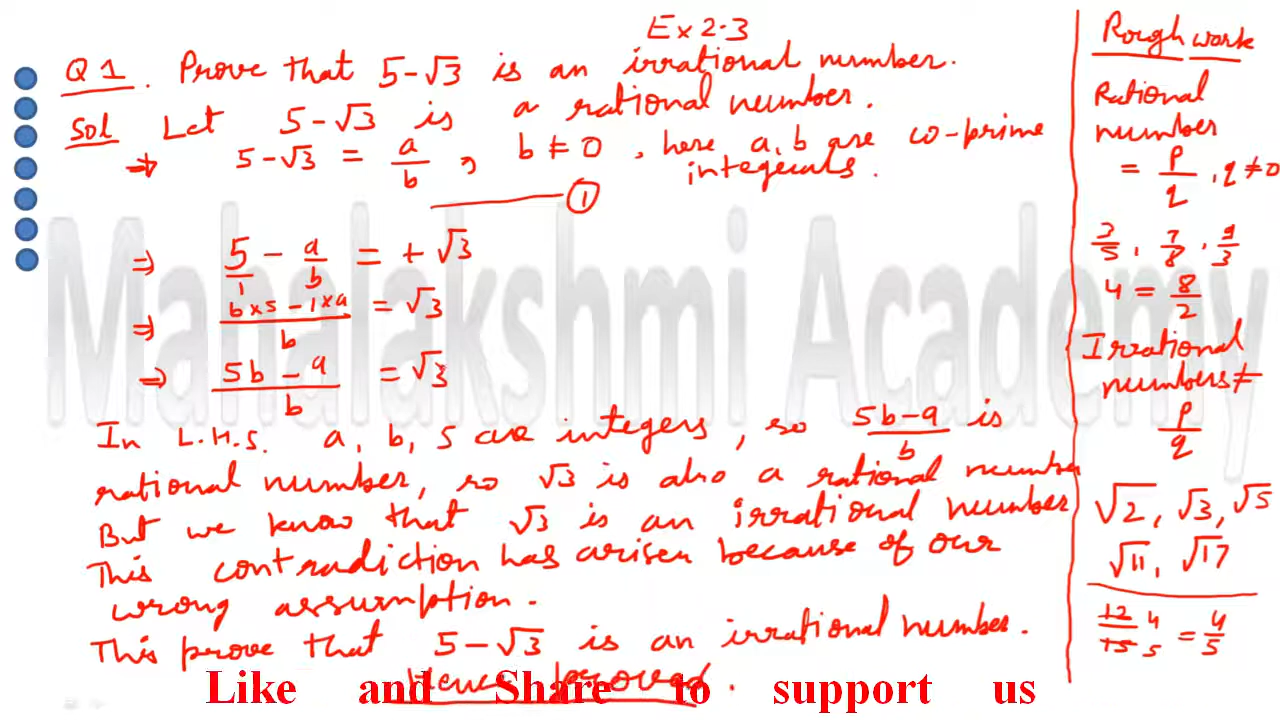 Ex 2.3
Q1. Prove that 5-√3 is an irrational number.
Sol Let 5-√3 is a rational number.
⇒ 5-√3 = a/b, b≠0, here a, b are co-prime
integerals.
①
⇒ 5/1 - a/b = +√3
⇒ (b×5-1×a)/b = √3
⇒ (5b-a)/b = √3
In L.H.S. a, b, 5 are integers, so (5b-a)/b is
rational number, so √3 is also a rational number
But we know that √3 is an irrational number
This contradiction has arisen because of our
wrong assumption.
This prove that 5-√3 is an irrational number.
Hence proved.
Rough work
Rational
number
= p/q, q≠0
3/5, 7/8, 9/3
4 = 8/2
Irrational
numbers≠
p/q
√2, √3, √5
√11, √17
12/15 4/5 = 4/5
Mahalakshmi Academy
Like and Share to support us